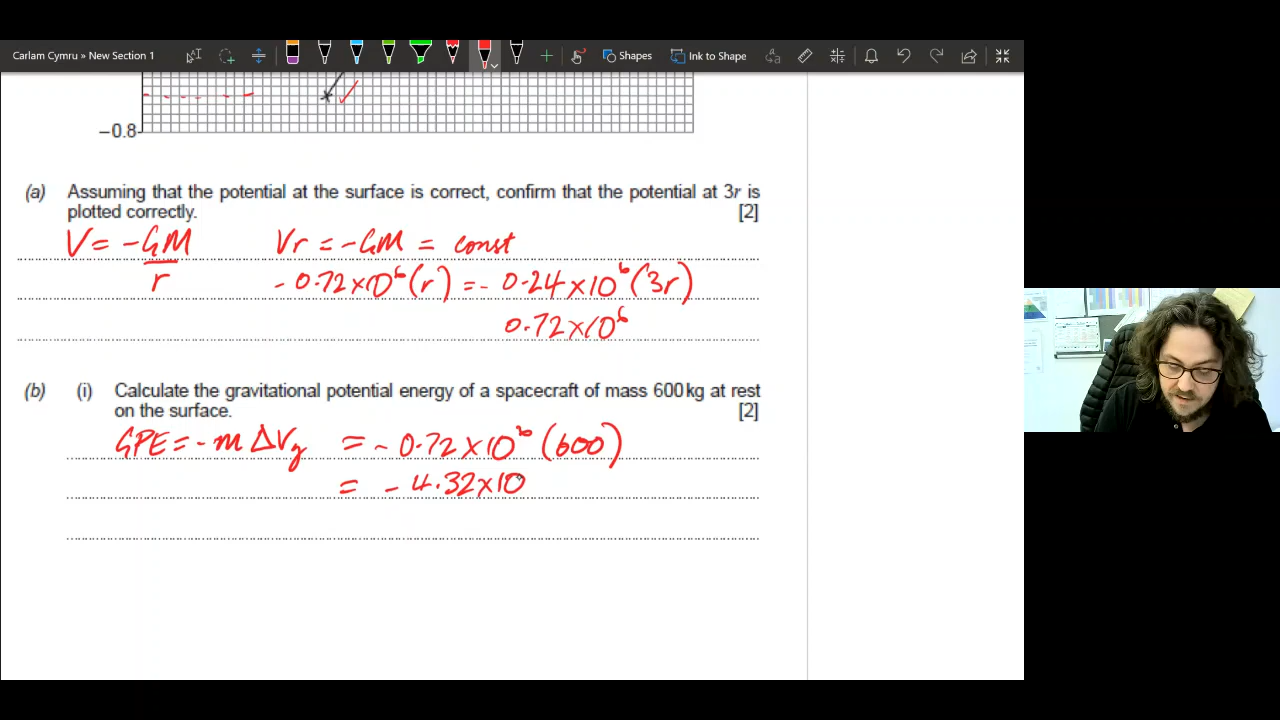 Carlam Cymru » New Section 1
Shapes
Ink to Shape
−0.8
(a) Assuming that the potential at the surface is correct, confirm that the potential at 3r is
plotted correctly. [2]
V = -GM/r Vr = -GM = const
- 0.72×10⁶(r) = - 0.24×10⁶(3r)
0.72×10⁶
(b) (i) Calculate the gravitational potential energy of a spacecraft of mass 600 kg at rest
on the surface. [2]
GPE = -m ΔVg = - 0.72×10⁶ (600)
= - 4.32×10